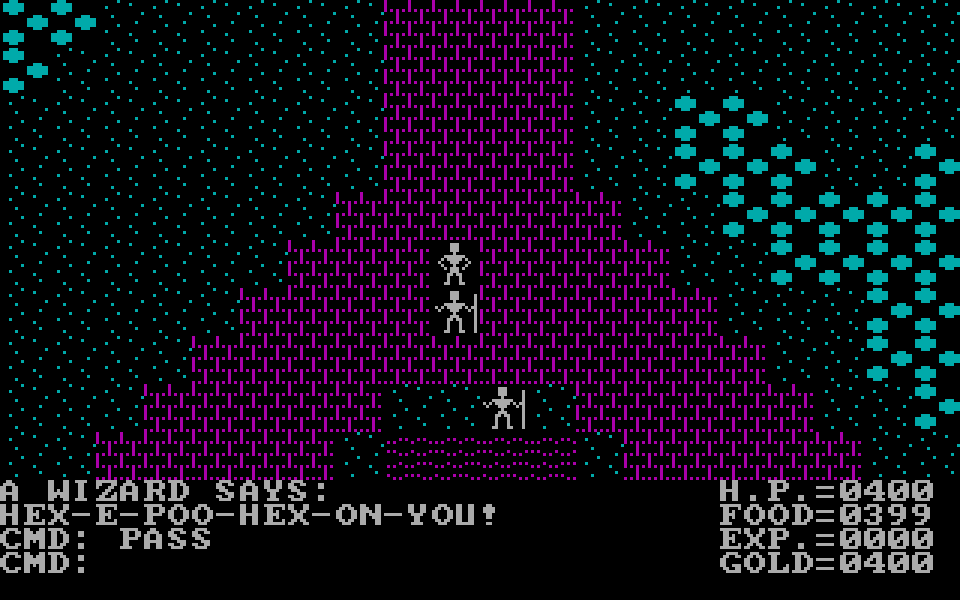 A WIZARD SAYS:
HEX-E-POO-HEX-ON-YOU!
CMD: PASS
CMD:
H.P.=0400
FOOD=0399
EXP.=0000
GOLD=0400